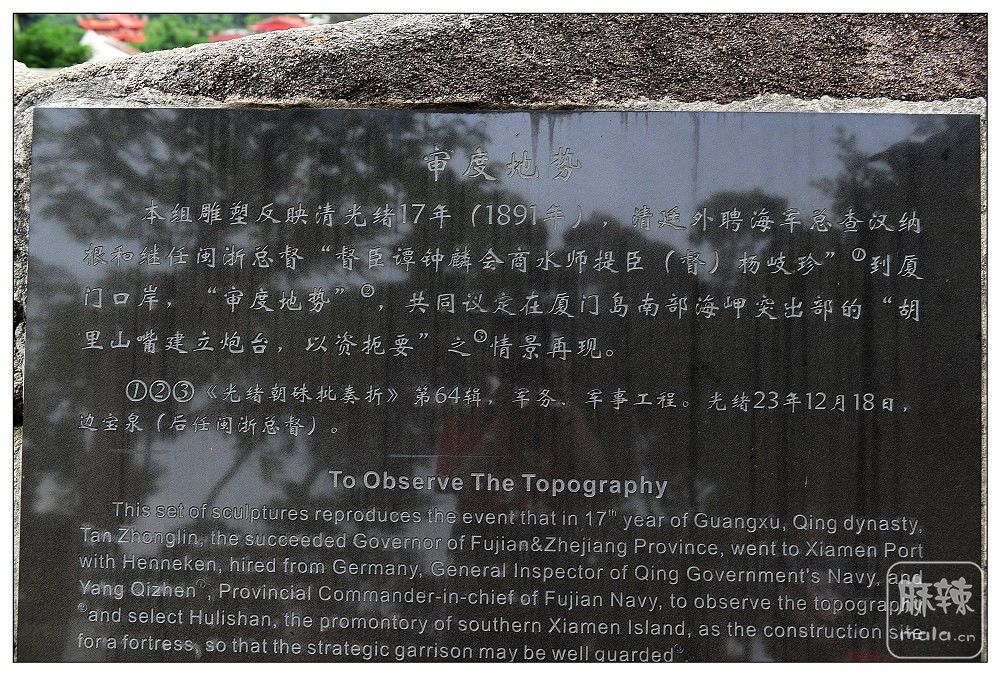 审度地势
本组雕塑反映清光绪17年（1891年），清廷外聘海军总查汉纳
根和继任闽浙总督“督臣谭钟麟会商水师提臣（督）杨岐珍”①到厦
门口岸，“审度地势”②，共同议定在厦门岛南部海岬突出部的“胡
里山嘴建立炮台，以资扼要”之③情景再现。
①②③《光绪朝硃批奏折》第64辑，军务、军事工程。光绪23年12月18日，
边宝泉（后任闽浙总督）。
To Observe The Topography
This set of sculptures reproduces the event that in 17th year of Guangxu, Qing dynasty,
Tan Zhonglin, the succeeded Governor of Fujian&Zhejiang Province, went to Xiamen Port
with Henneken, hired from Germany, General Inspector of Qing Government's Navy, and
Yang Qizhen①, Provincial Commander-in-chief of Fujian Navy, to observe the topography
②and select Hulishan, the promontory of southern Xiamen Island, as the construction site
for a fortress, so that the strategic garrison may be well guarded③.
麻辣
mala.cn